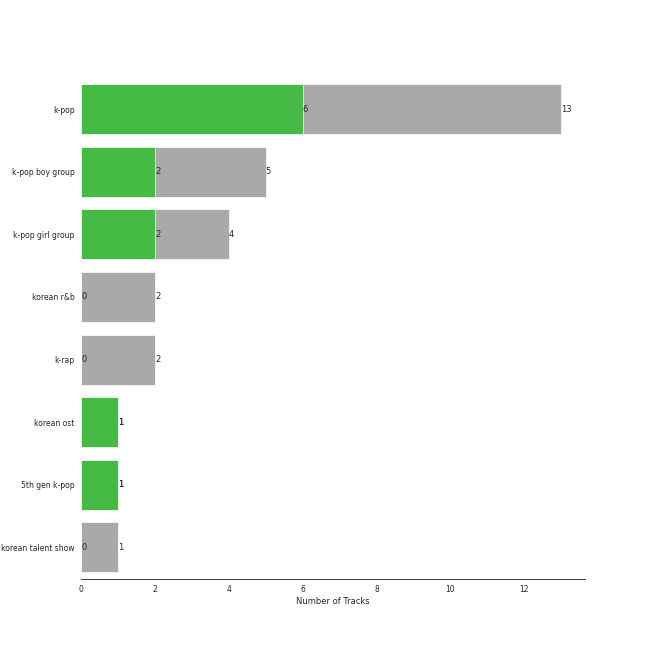 k-pop 6 13
k-pop boy group 2 5
k-pop girl group 2 4
korean r&b 0 2
k-rap 0 2
korean ost 1
5th gen k-pop 1
korean talent show 0 1
0 2 4 6 8 10 12
Number of Tracks